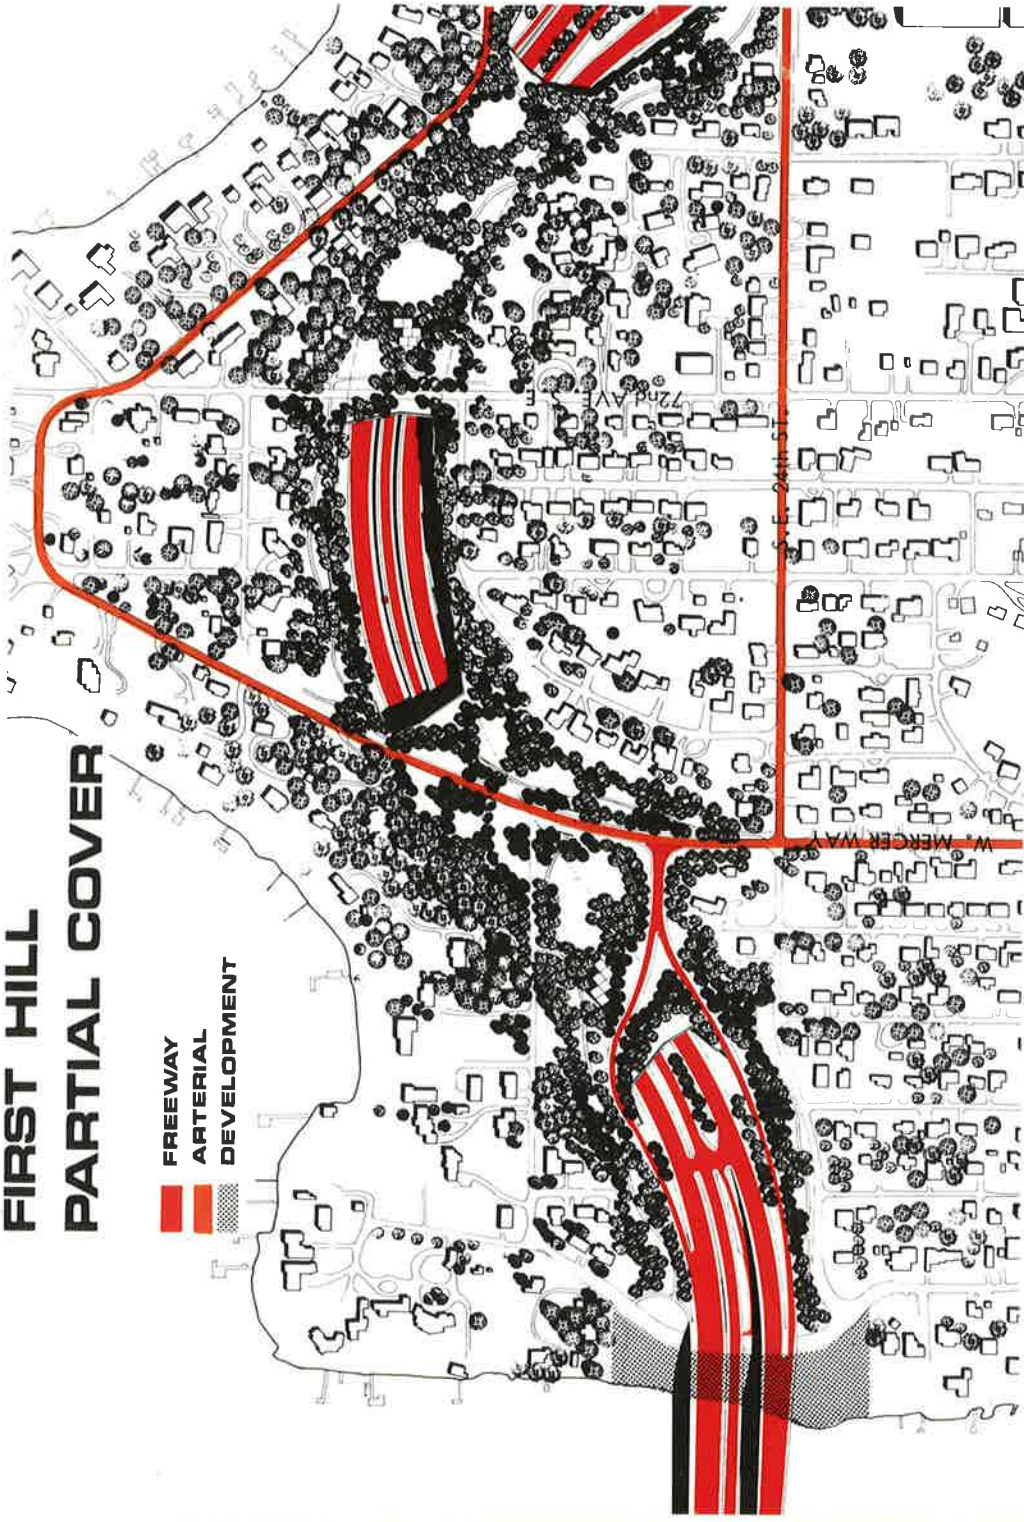 FIRST HILL
PARTIAL COVER
FREEWAY
ARTERIAL
DEVELOPMENT
72nd AVE S.E.
S.E. 24th ST.
W. MERCER WAY